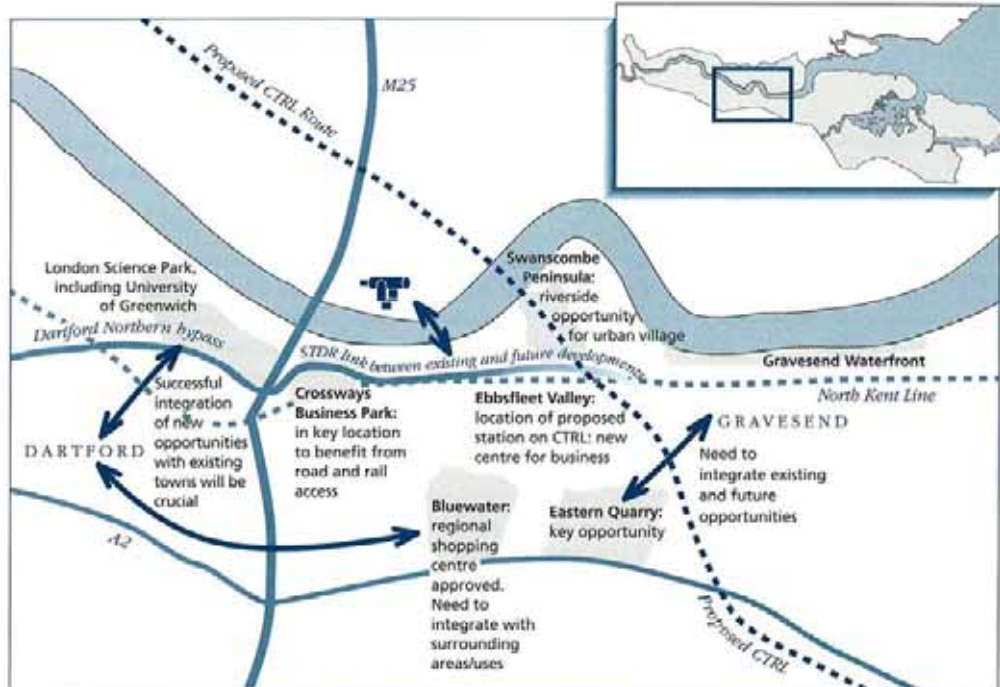 Proposed CTRL Route
M25
London Science Park,
including University
of Greenwich
Dartford Northern bypass
Swanscombe
Peninsula:
riverside
opportunity
for urban village
STDR link between existing and future developments
Gravesend Waterfront
North Kent Line
Successful
integration
of new
opportunities
with existing
towns will be
crucial
DARTFORD
Crossways
Business Park:
in key location
to benefit from
road and rail
access
Ebbsfleet Valley:
location of proposed
station on CTRL: new
centre for business
GRAVESEND
Need to
integrate existing
and future
opportunities
Bluewater:
regional
shopping
centre
approved.
Need to
integrate with
surrounding
areas/uses
Eastern Quarry:
key opportunity
A2
Proposed CTRL